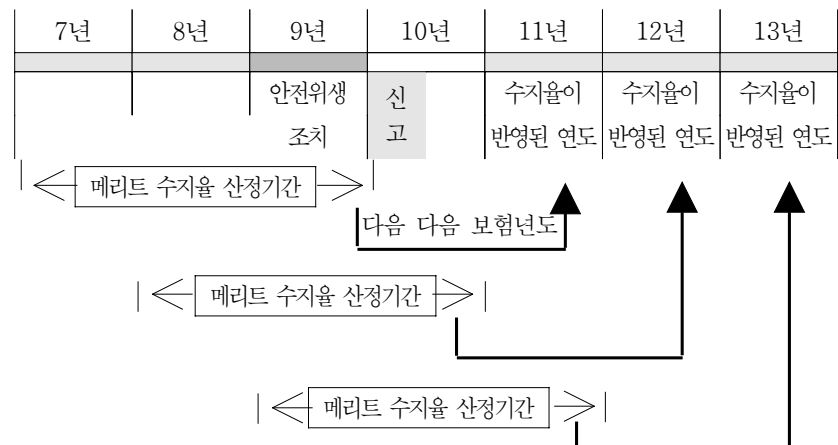 7년 8년 9년 10년 11년 12년 13년
안전위생 신 수지율이 수지율이 수지율이
조치 고 반영된 연도 반영된 연도 반영된 연도
메리트 수지율 산정기간
다음 다음 보험년도
메리트 수지율 산정기간
메리트 수지율 산정기간